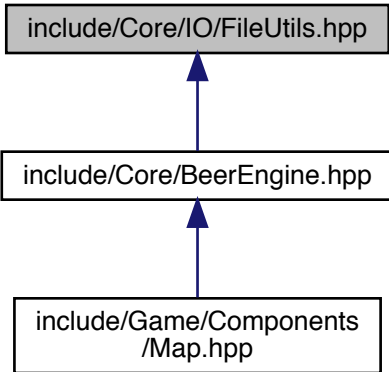 include/Core/IO/FileUtils.hpp
include/Core/BeerEngine.hpp
include/Game/Components
/Map.hpp